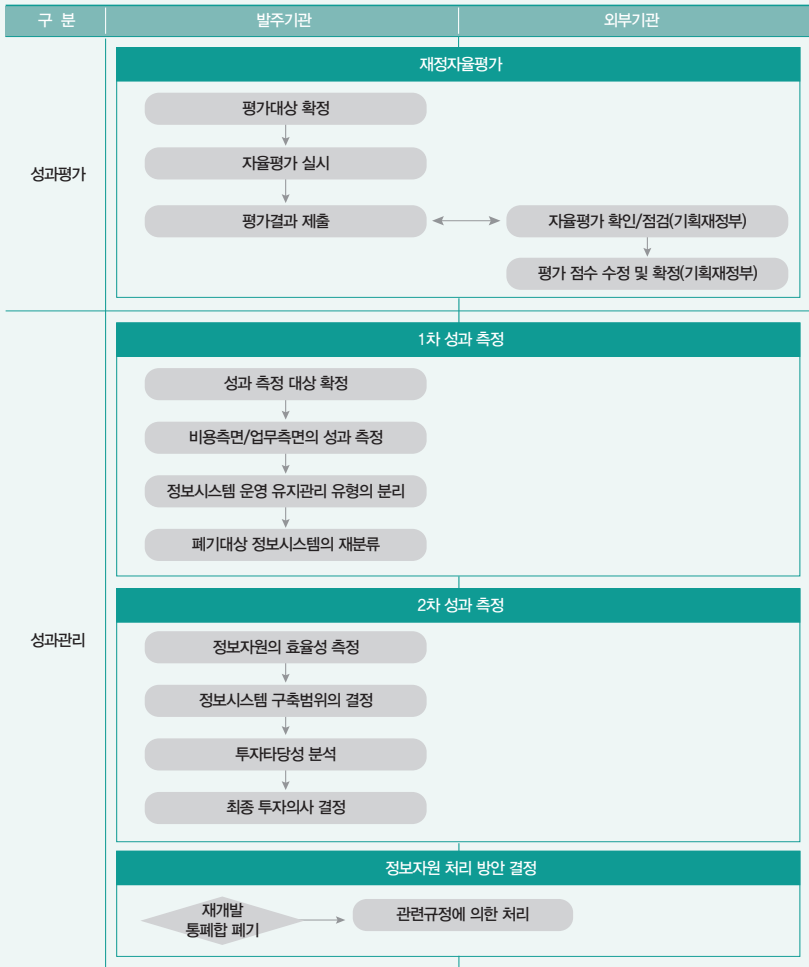 구 분
발주기관
외부기관
성과평가
재정자율평가
평가대상 확정
자율평가 실시
평가결과 제출
자율평가 확인/점검(기획재정부)
평가 점수 수정 및 확정(기획재정부)
성과관리
1차 성과 측정
성과 측정 대상 확정
비용측면/업무측면의 성과 측정
정보시스템 운영 유지관리 유형의 분리
폐기대상 정보시스템의 재분류
2차 성과 측정
정보자원의 효율성 측정
정보시스템 구축범위의 결정
투자타당성 분석
최종 투자의사 결정
정보자원 처리 방안 결정
재개발
통폐합 폐기
관련규정에 의한 처리